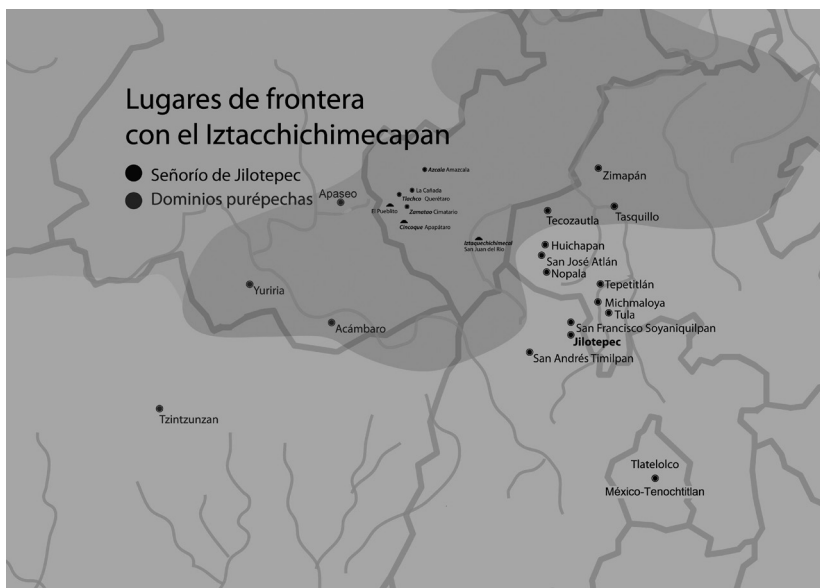 Lugares de frontera
con el Iztacchichimecapan
Señorío de Jilotepec
Dominios purépechas
Apaseo
Azcala Amazcala
La Cañada
Tlachco Querétaro
El Pueblito
Zemetao Cimatario
Cincoque Apapátaro
Iztaquechichimecat
San Juan del Río
Zimapán
Tecozautla
Tasquillo
Huichapan
San José Atlán
Nopala
Tepetitlán
Michmaloya
Tula
San Francisco Soyaniquilpan
Jilotepec
San Andrés Timilpan
Yuriria
Acámbaro
Tzintzunzan
Tlatelolco
México-Tenochtitlan